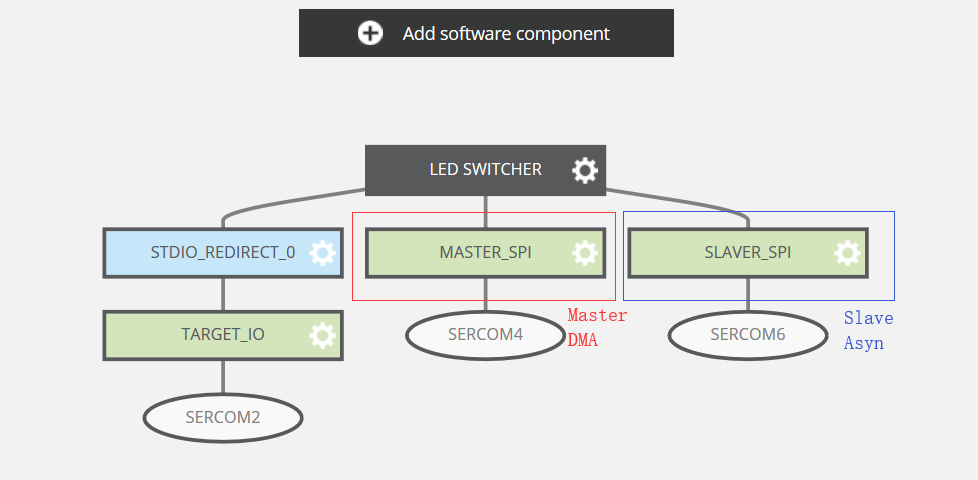 Add software component
LED SWITCHER
STDIO_REDIRECT_0
MASTER_SPI
SLAVER_SPI
TARGET_IO
SERCOM4
Master
DMA
SERCOM6
Slave
Asyn
SERCOM2